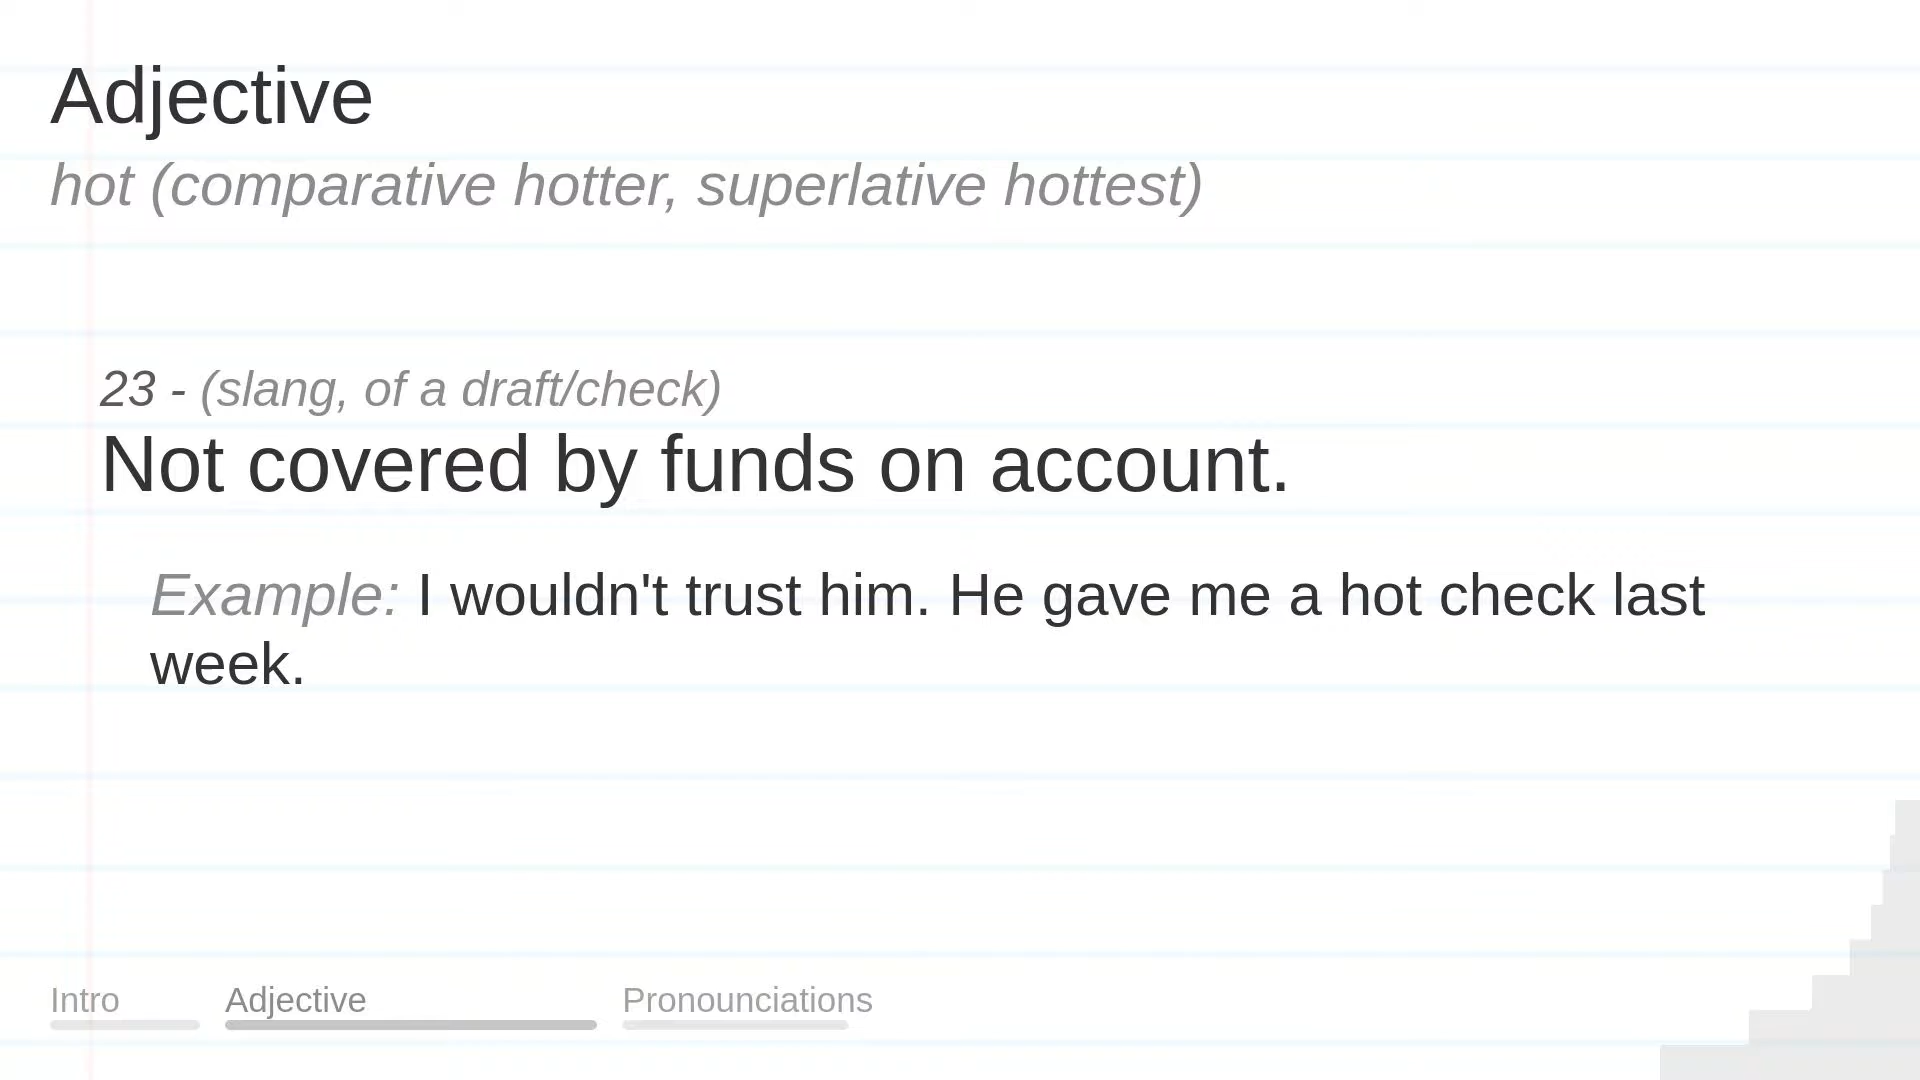 Adjective
hot (comparative hotter, superlative hottest)
23 - (slang, of a draft/check)
Not covered by funds on account.
Example: I wouldn't trust him. He gave me a hot check last
week.
Intro
Adjective
Pronounciations